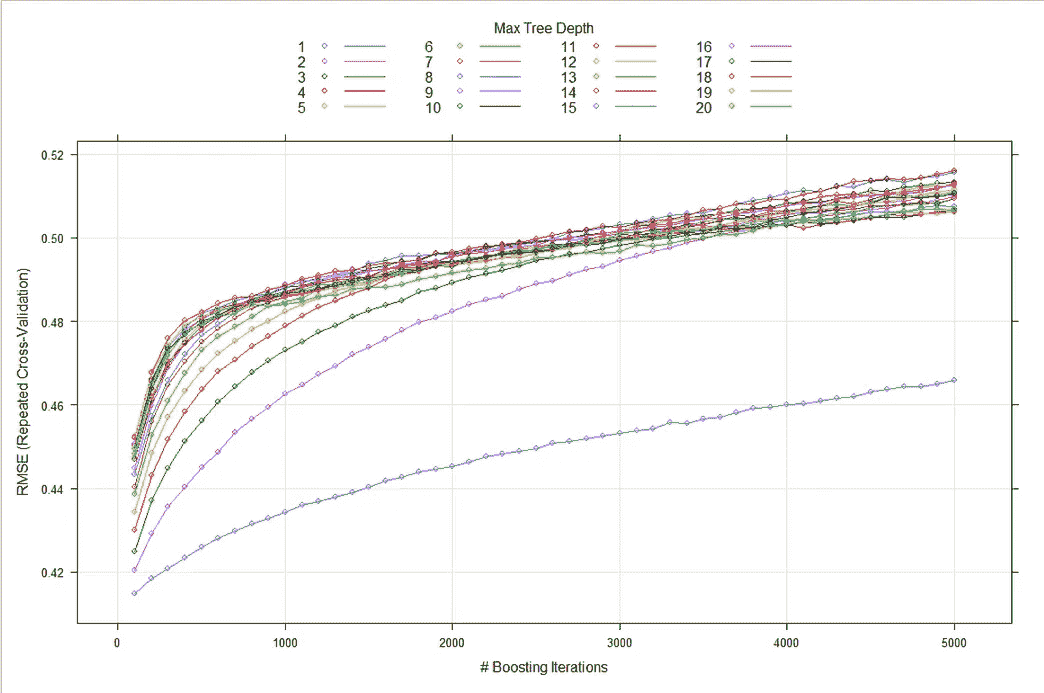 Max Tree Depth
1 6 11 16
2 7 12 17
3 8 13 18
4 9 14 19
5 10 15 20
0.52
0.50
0.48
0.46
0.44
0.42
RMSE (Repeated Cross-Validation)
0 1000 2000 3000 4000 5000
# Boosting Iterations